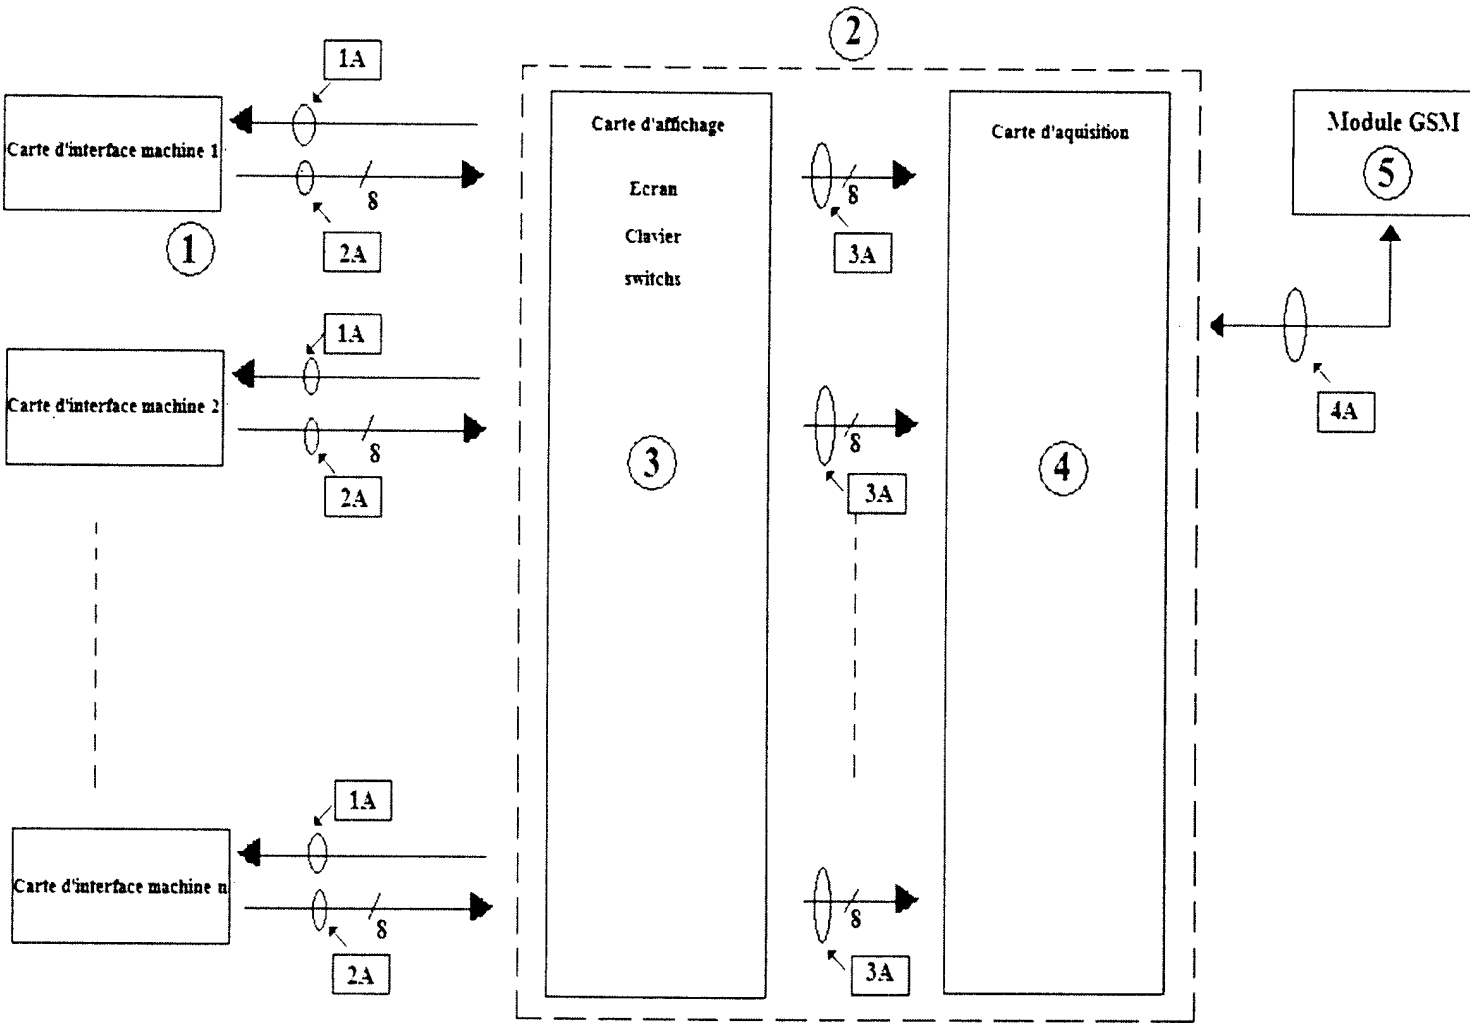 2
1A
Carte d'interface machine 1
8
2A
1
Carte d'affichage
Ecran
Clavier
switchs
3
8
3A
Carte d'aquisition
4
Module GSM
5
4A
1A
Carte d'interface machine 2
8
2A
8
3A
1A
Carte d'interface machine n
8
2A
8
3A